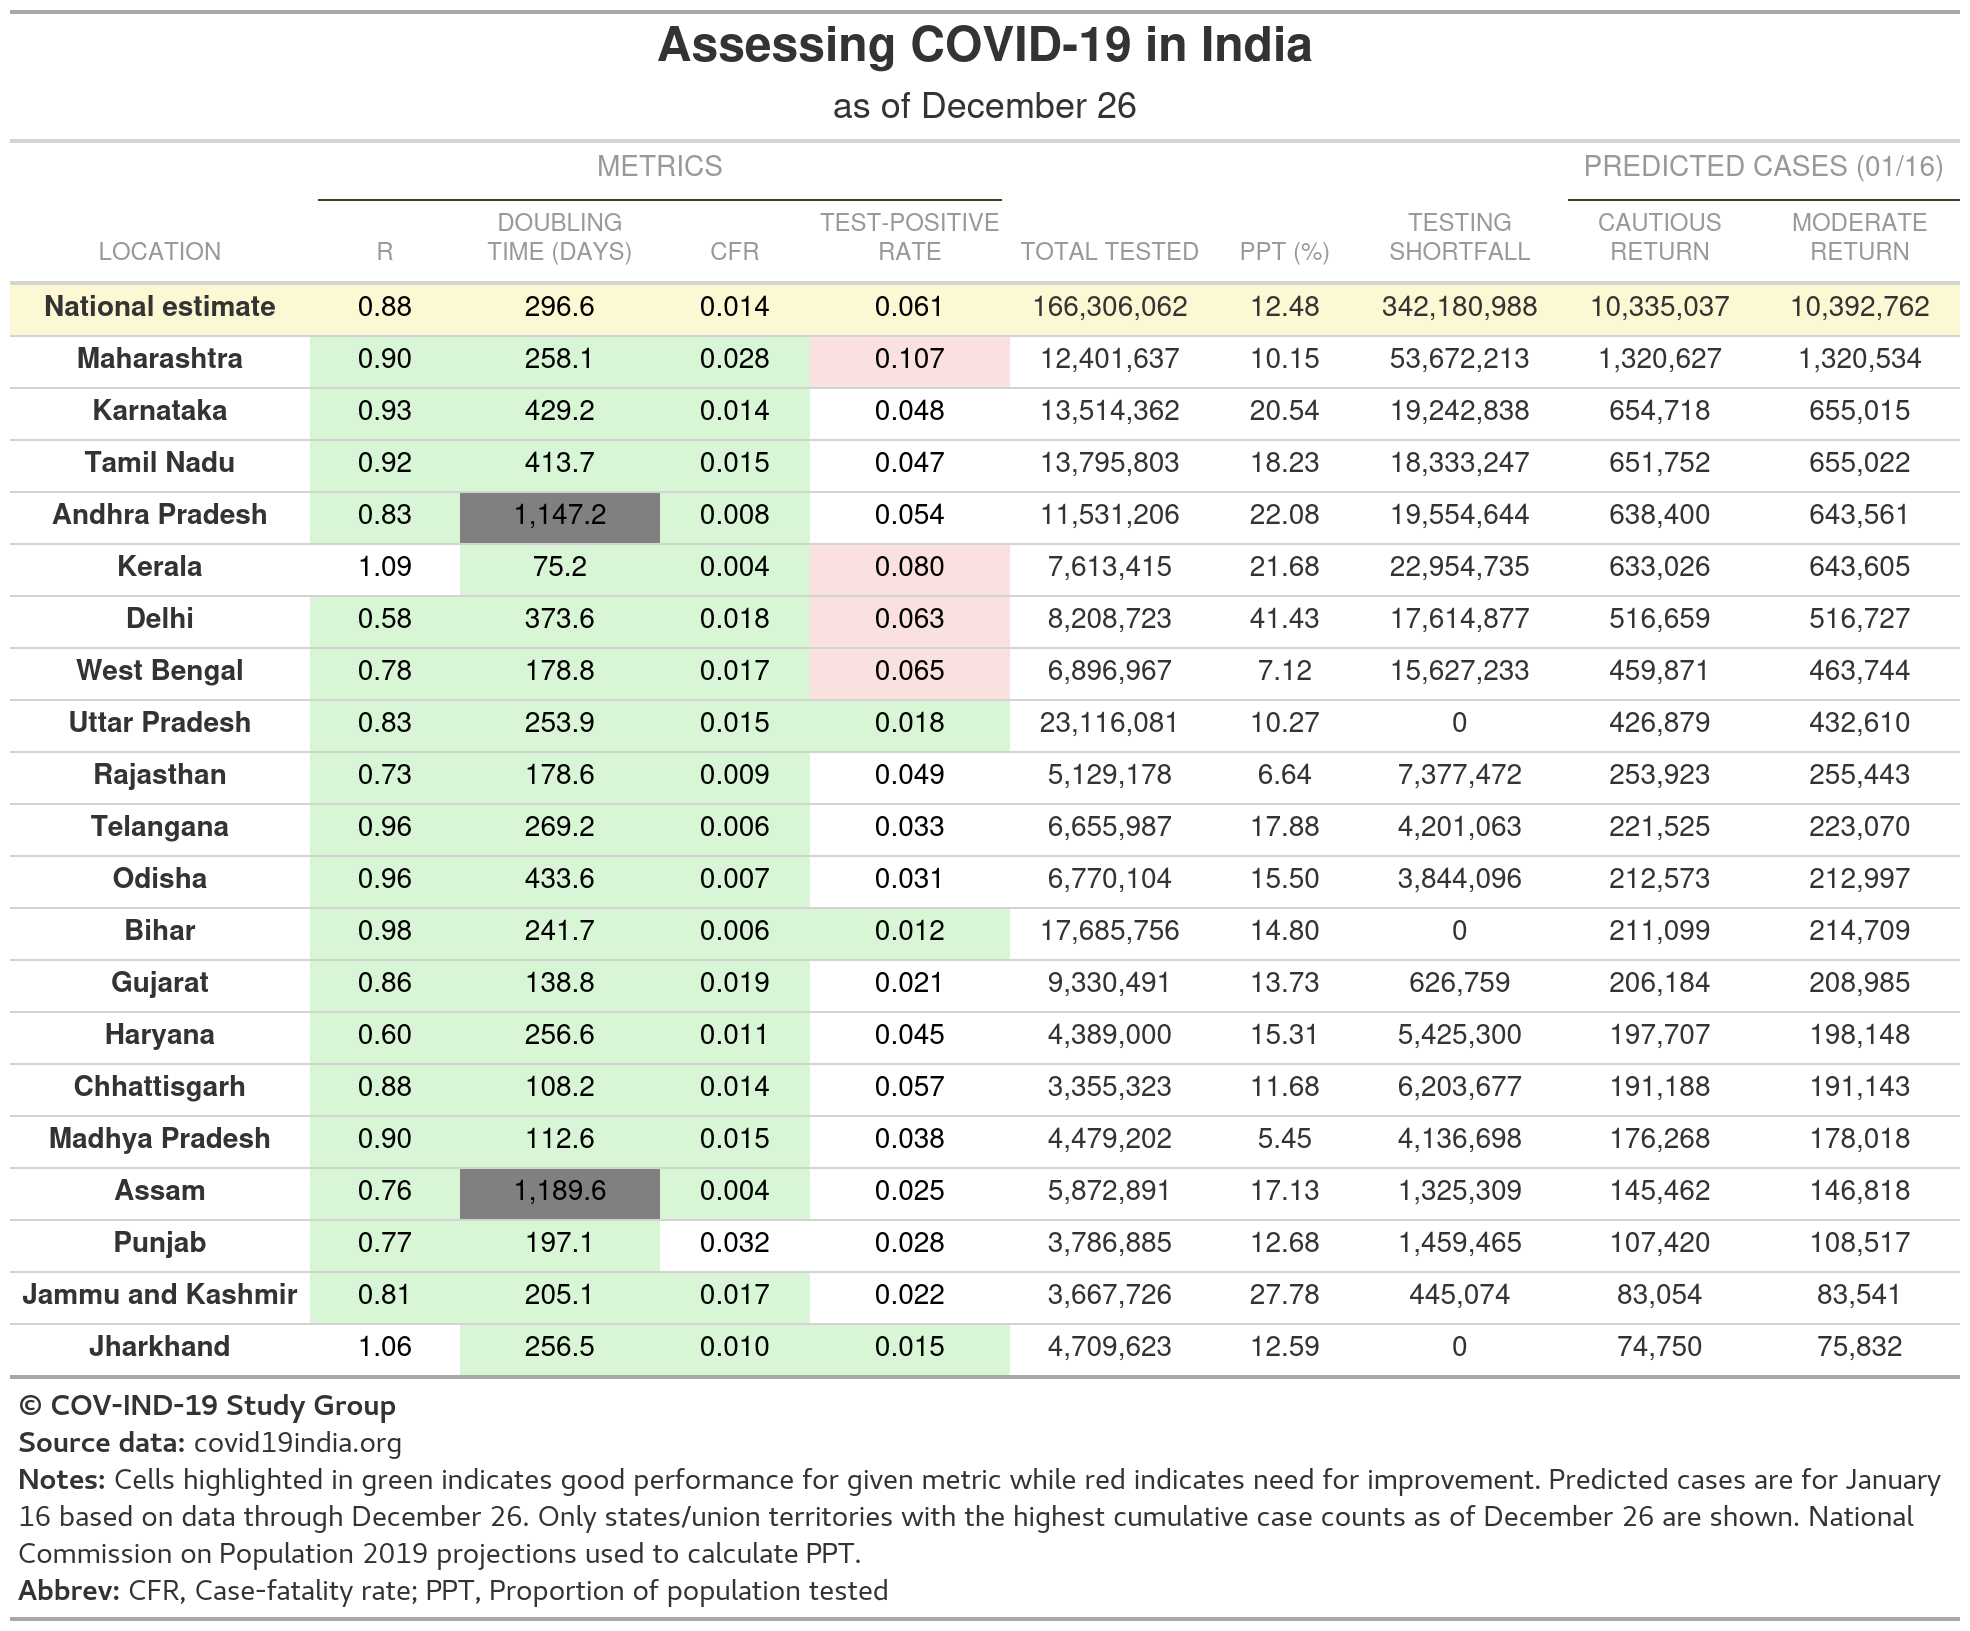 Assessing COVID-19 in India
as of December 26
METRICS PREDICTED CASES (01/16)
LOCATION R DOUBLING TIME (DAYS) CFR TEST-POSITIVE RATE TOTAL TESTED PPT (%) TESTING SHORTFALL CAUTIOUS RETURN MODERATE RETURN
National estimate 0.88 296.6 0.014 0.061 166,306,062 12.48 342,180,988 10,335,037 10,392,762
Maharashtra 0.90 258.1 0.028 0.107 12,401,637 10.15 53,672,213 1,320,627 1,320,534
Karnataka 0.93 429.2 0.014 0.048 13,514,362 20.54 19,242,838 654,718 655,015
Tamil Nadu 0.92 413.7 0.015 0.047 13,795,803 18.23 18,333,247 651,752 655,022
Andhra Pradesh 0.83 1,147.2 0.008 0.054 11,531,206 22.08 19,554,644 638,400 643,561
Kerala 1.09 75.2 0.004 0.080 7,613,415 21.68 22,954,735 633,026 643,605
Delhi 0.58 373.6 0.018 0.063 8,208,723 41.43 17,614,877 516,659 516,727
West Bengal 0.78 178.8 0.017 0.065 6,896,967 7.12 15,627,233 459,871 463,744
Uttar Pradesh 0.83 253.9 0.015 0.018 23,116,081 10.27 0 426,879 432,610
Rajasthan 0.73 178.6 0.009 0.049 5,129,178 6.64 7,377,472 253,923 255,443
Telangana 0.96 269.2 0.006 0.033 6,655,987 17.88 4,201,063 221,525 223,070
Odisha 0.96 433.6 0.007 0.031 6,770,104 15.50 3,844,096 212,573 212,997
Bihar 0.98 241.7 0.006 0.012 17,685,756 14.80 0 211,099 214,709
Gujarat 0.86 138.8 0.019 0.021 9,330,491 13.73 626,759 206,184 208,985
Haryana 0.60 256.6 0.011 0.045 4,389,000 15.31 5,425,300 197,707 198,148
Chhattisgarh 0.88 108.2 0.014 0.057 3,355,323 11.68 6,203,677 191,188 191,143
Madhya Pradesh 0.90 112.6 0.015 0.038 4,479,202 5.45 4,136,698 176,268 178,018
Assam 0.76 1,189.6 0.004 0.025 5,872,891 17.13 1,325,309 145,462 146,818
Punjab 0.77 197.1 0.032 0.028 3,786,885 12.68 1,459,465 107,420 108,517
Jammu and Kashmir 0.81 205.1 0.017 0.022 3,667,726 27.78 445,074 83,054 83,541
Jharkhand 1.06 256.5 0.010 0.015 4,709,623 12.59 0 74,750 75,832
© COV-IND-19 Study Group
Source data: covid19india.org
Notes: Cells highlighted in green indicates good performance for given metric while red indicates need for improvement. Predicted cases are for January
16 based on data through December 26. Only states/union territories with the highest cumulative case counts as of December 26 are shown. National
Commission on Population 2019 projections used to calculate PPT.
Abbrev: CFR, Case-fatality rate; PPT, Proportion of population tested